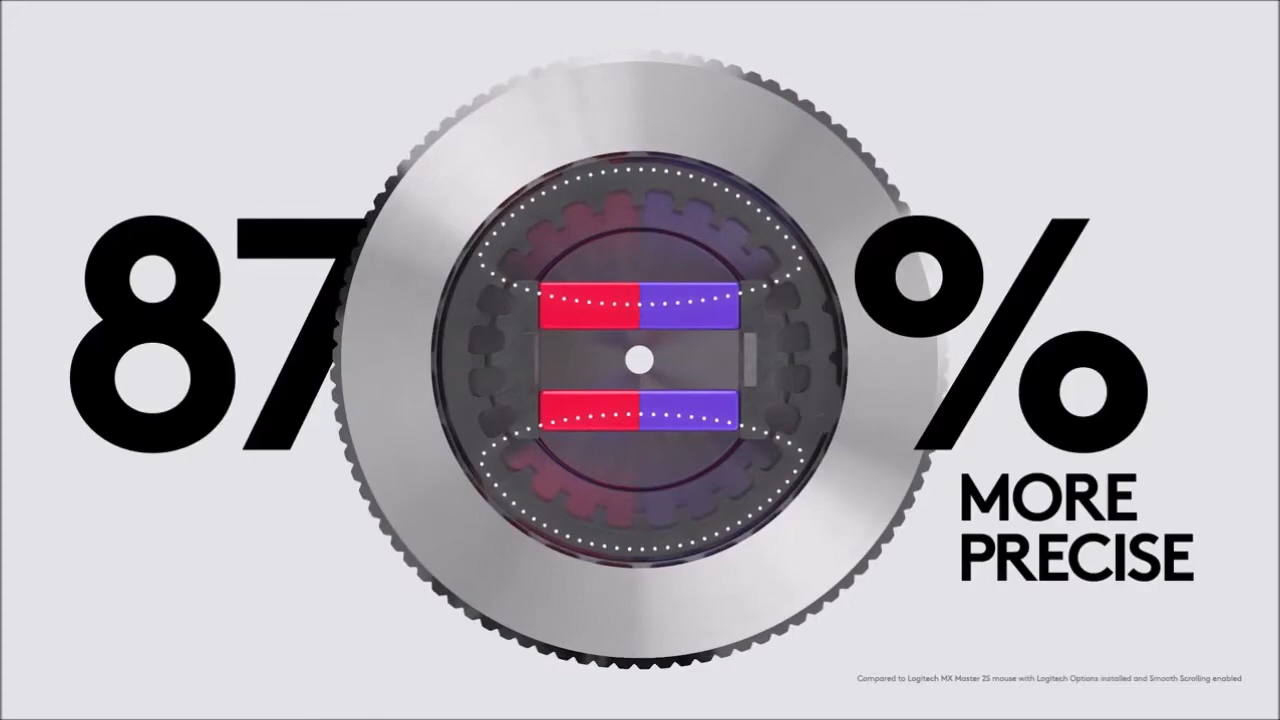 87%
MORE
PRECISE
Compared to Logitech MX Master 2S mouse with Logitech Options installed and Smooth Scrolling enabled